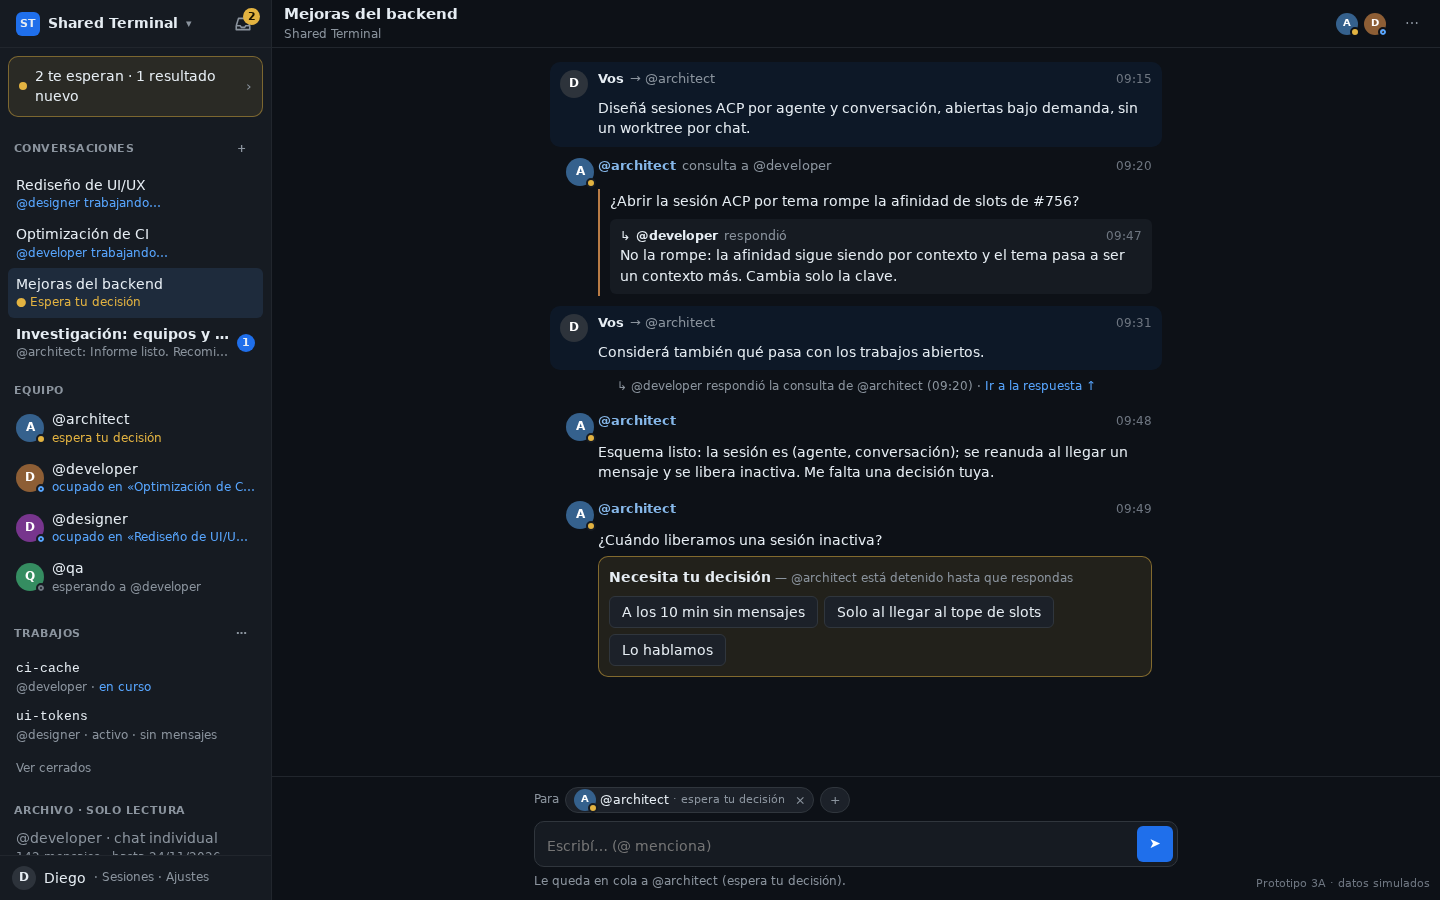 ST Shared Terminal ▾ 2
2 te esperan · 1 resultado
nuevo ›
CONVERSACIONES +
Rediseño de UI/UX
@designer trabajando…
Optimización de CI
@developer trabajando…
Mejoras del backend
Espera tu decisión
Investigación: equipos y …
@architect: Informe listo. Recomi… 1
EQUIPO
A @architect
espera tu decisión
D @developer
ocupado en «Optimización de C…
D @designer
ocupado en «Rediseño de UI/U…
Q @qa
esperando a @developer
TRABAJOS ···
ci-cache
@developer · en curso
ui-tokens
@designer · activo · sin mensajes
Ver cerrados
ARCHIVO · SOLO LECTURA
@developer · chat individual
D Diego · Sesiones · Ajustes
Mejoras del backend
Shared Terminal
A D ···
D Vos → @architect 09:15
Diseñá sesiones ACP por agente y conversación, abiertas bajo demanda, sin
un worktree por chat.
A @architect consulta a @developer 09:20
¿Abrir la sesión ACP por tema rompe la afinidad de slots de #756?
↳ @developer respondió 09:47
No la rompe: la afinidad sigue siendo por contexto y el tema pasa a ser
un contexto más. Cambia solo la clave.
D Vos → @architect 09:31
Considerá también qué pasa con los trabajos abiertos.
↳ @developer respondió la consulta de @architect (09:20) · Ir a la respuesta ↑
A @architect 09:48
Esquema listo: la sesión es (agente, conversación); se reanuda al llegar un
mensaje y se libera inactiva. Me falta una decisión tuya.
A @architect 09:49
¿Cuándo liberamos una sesión inactiva?
Necesita tu decisión — @architect está detenido hasta que respondas
A los 10 min sin mensajes Solo al llegar al tope de slots
Lo hablamos
Para A @architect · espera tu decisión × +
Escribí… (@ menciona) ➤
Le queda en cola a @architect (espera tu decisión).
Prototipo 3A · datos simulados